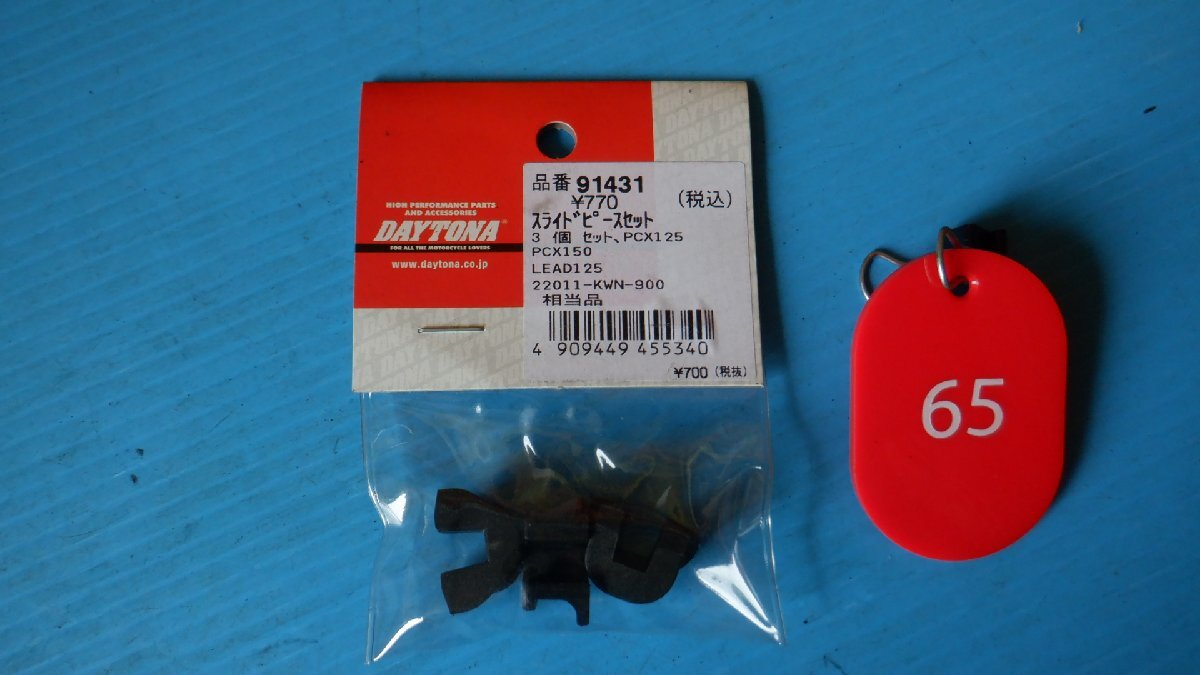 HIGH PERFORMANCE PARTS
AND ACCESSORIES
DAYTONA®
FOR ALL THE MOTORCYCLE LOVERS
www.daytona.co.jp
品番 91431
¥770 (税込)
ｽﾗｲﾄﾞﾋﾟｰｽｾｯﾄ
3 個 セット、PCX125
PCX150
LEAD125
22011-KWN-900
相当品
4 909449 455340
¥700 (税抜)
65
DAYTONA